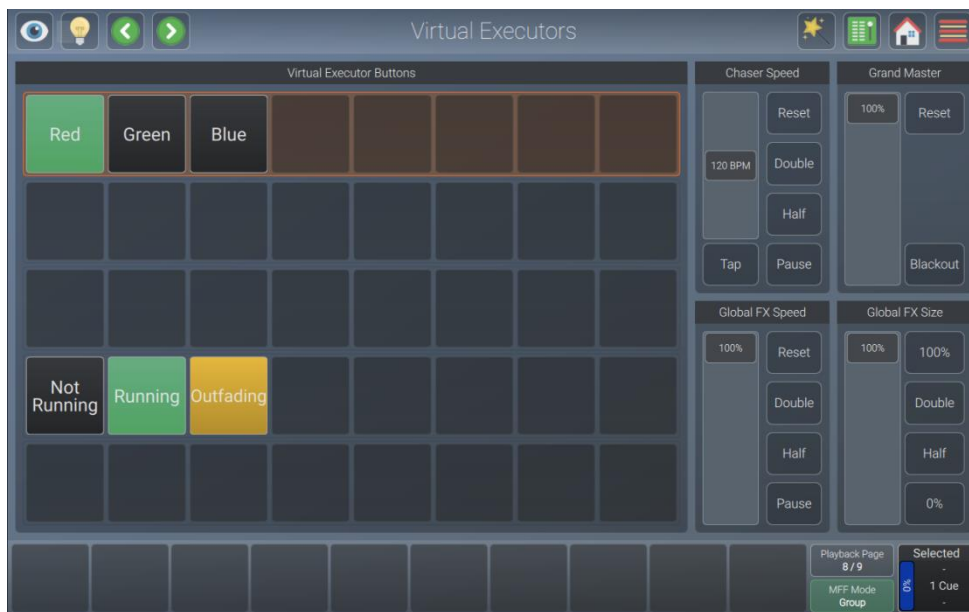 Virtual Executors
Virtual Executor Buttons
Red
Green
Blue
Not
Running
Running
Outfading
Chaser Speed
120 BPM
Reset
Double
Half
Tap
Pause
Grand Master
100%
Reset
Blackout
Global FX Speed
100%
Reset
Double
Half
Pause
Global FX Size
100%
100%
Double
Half
0%
Playback Page
8 / 9
MFF Mode
Group
0%
Selected
-
1 Cue
-